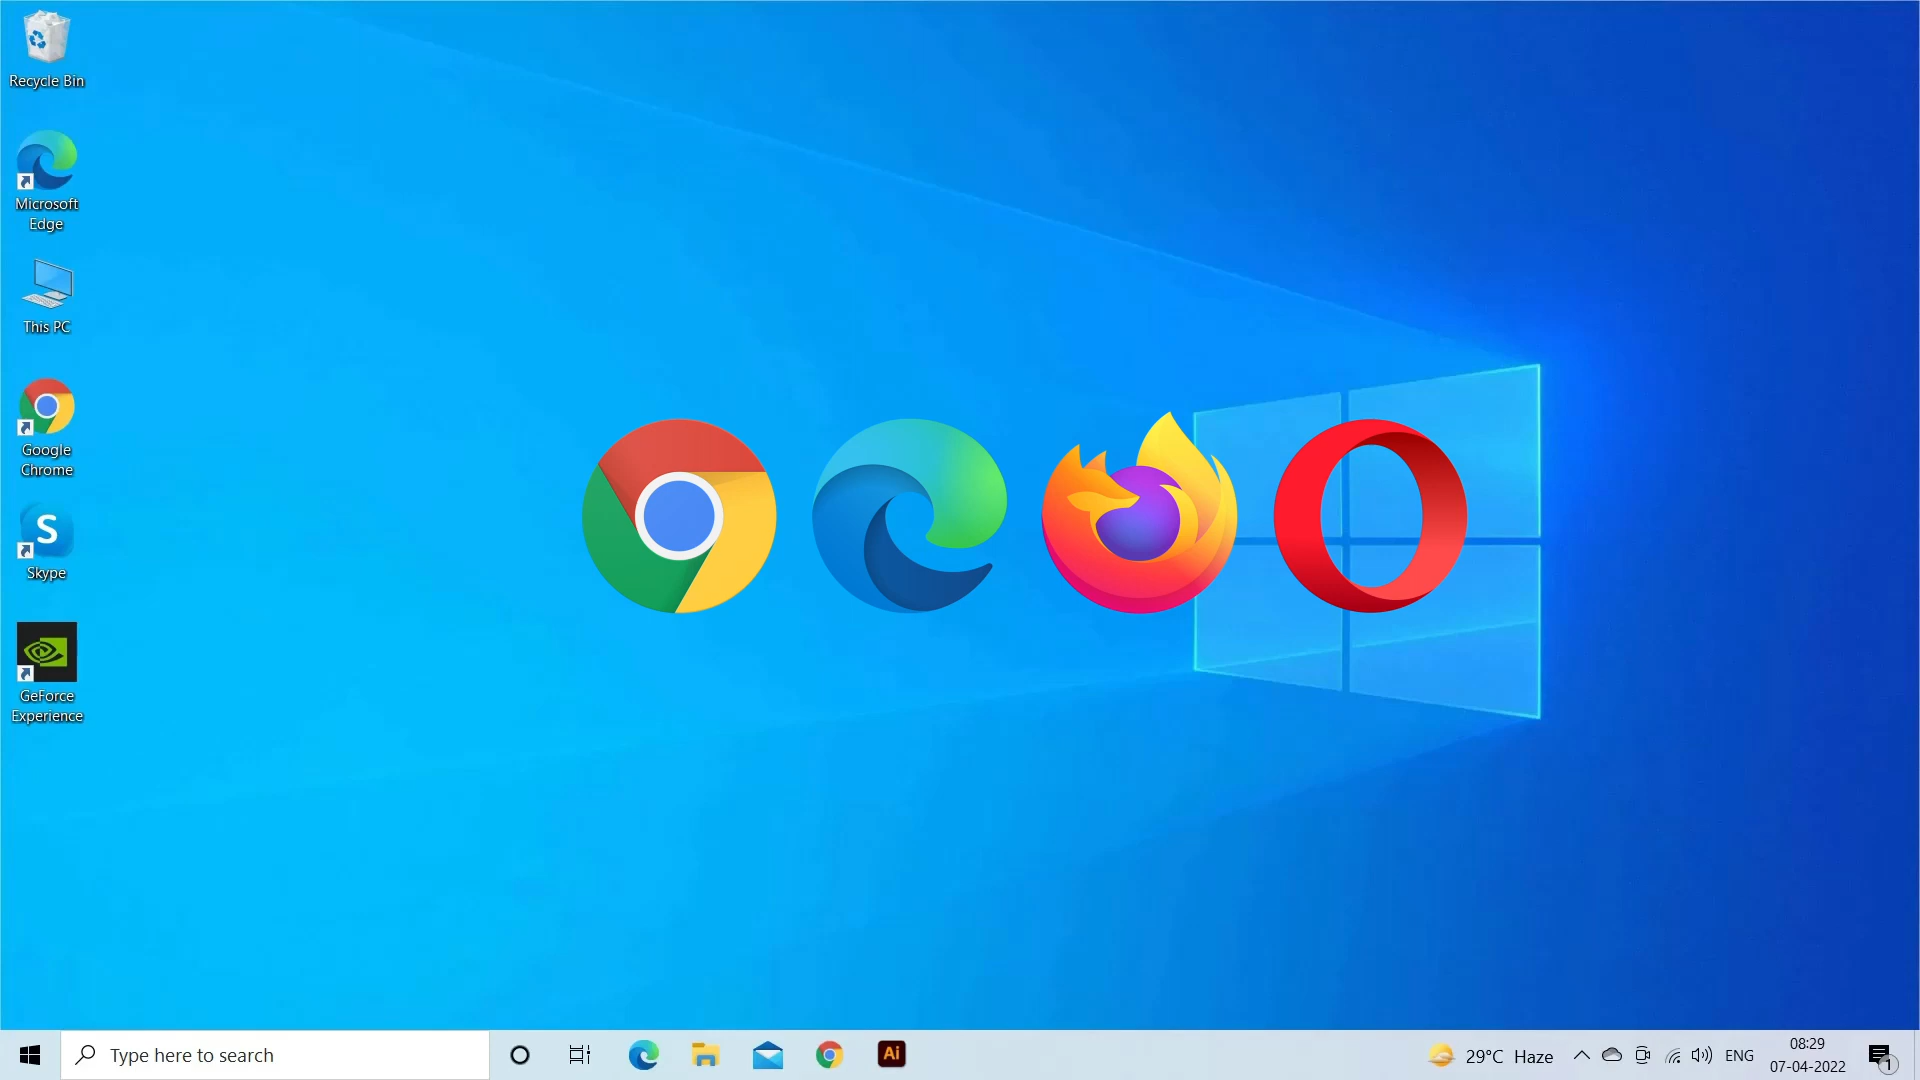 Recycle Bin
Microsoft
Edge
This PC
Google
Chrome
S
Skype
GeForce
Experience
Type here to search
Ai
29°C Haze
ENG
08:29
07-04-2022
1